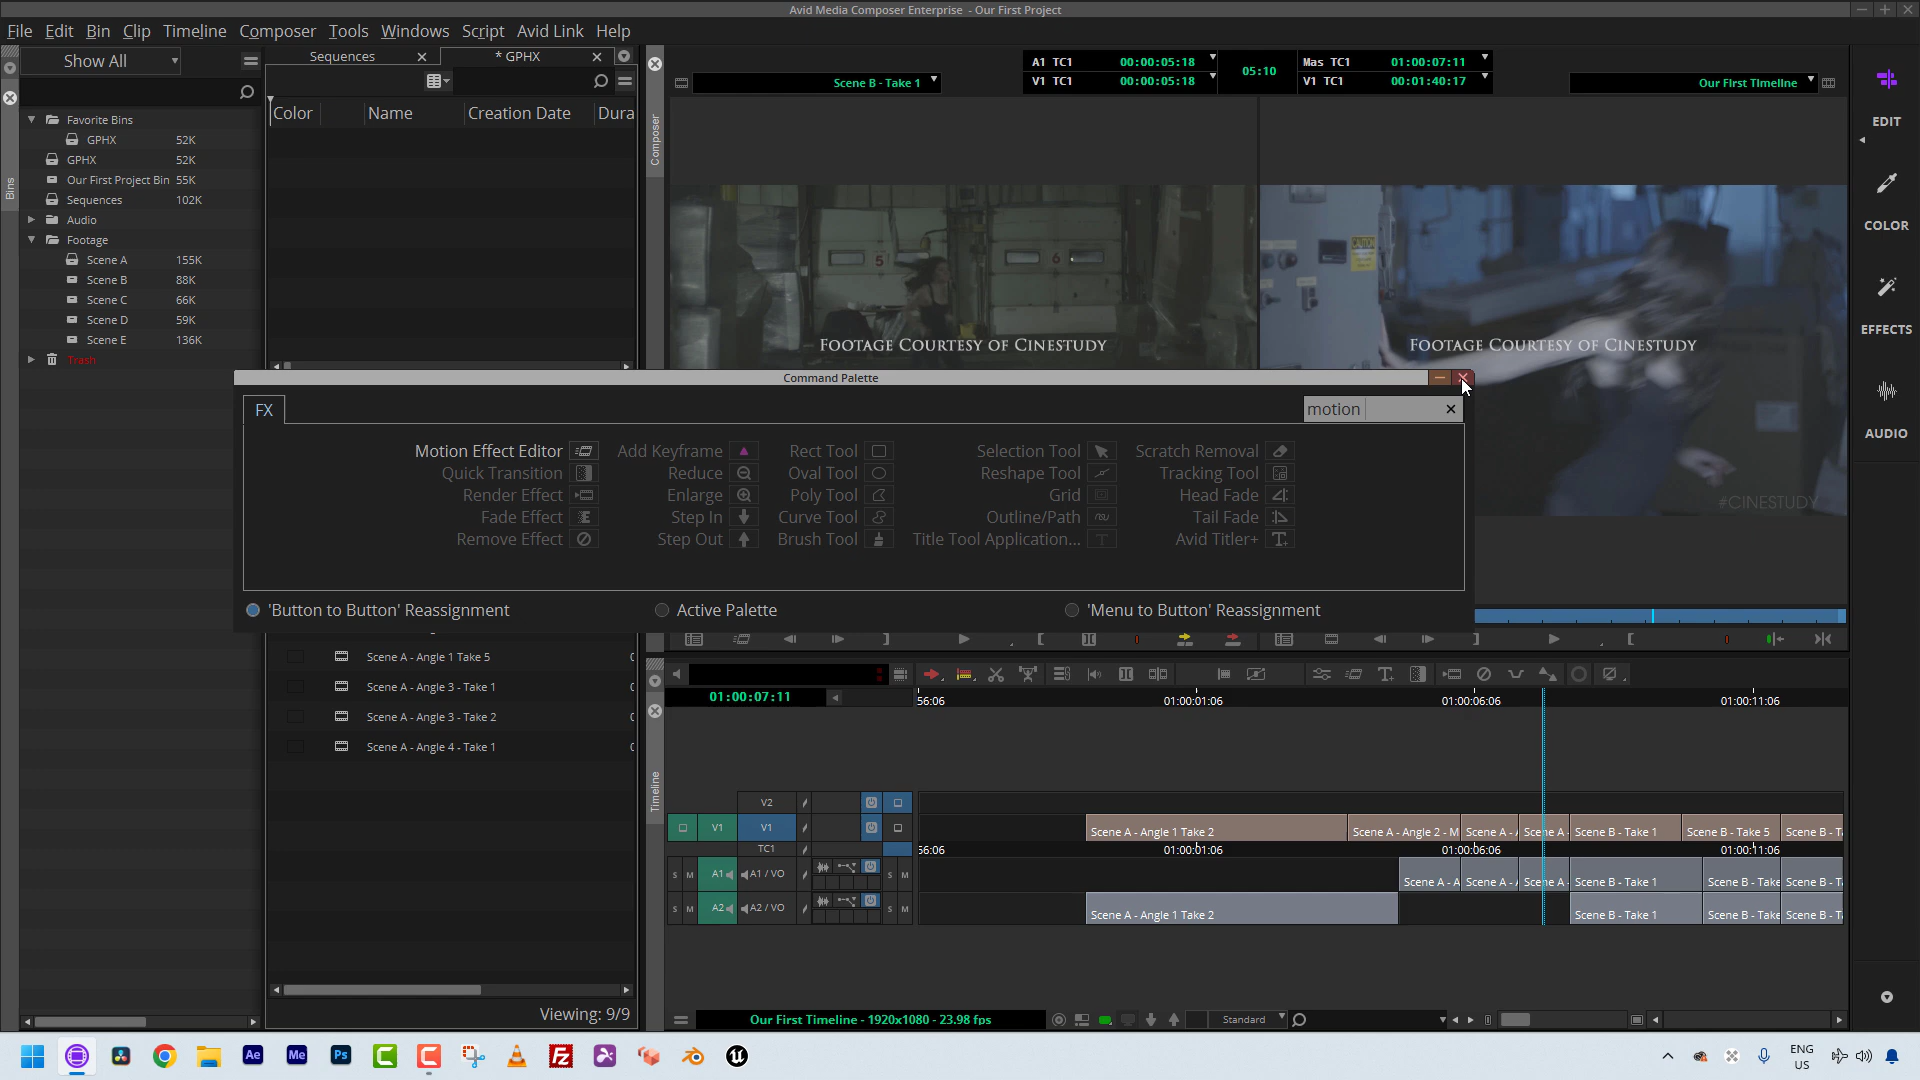 Avid Media Composer Enterprise - Our First Project
File Edit Bin Clip Timeline Composer Tools Windows Script Avid Link Help
Show All
Sequences
* GPHX
Bins
Favorite Bins
GPHX 52K
GPHX 52K
Our First Project Bin 55K
Sequences 102K
Audio
Footage
Scene A 155K
Scene B 88K
Scene C 66K
Scene D 59K
Scene E 136K
Trash
Color Name Creation Date Dura
Composer
Scene B - Take 1
A1 TC1 00:00:05:18
V1 TC1 00:00:05:18
05:10
Mas TC1 01:00:07:11
V1 TC1 00:01:40:17
Our First Timeline
5
6
CAUTION
Footage Courtesy of Cinestudy
Footage Courtesy of Cinestudy
#CINESTUDY
EDIT
COLOR
EFFECTS
AUDIO
Command Palette
FX
motion
Motion Effect Editor Add Keyframe Rect Tool Selection Tool Scratch Removal
Quick Transition Reduce Oval Tool Reshape Tool Tracking Tool
Render Effect Enlarge Poly Tool Grid Head Fade
Fade Effect Step In Curve Tool Outline/Path Tail Fade
Remove Effect Step Out Brush Tool Title Tool Application... Avid Titler+
'Button to Button' Reassignment Active Palette 'Menu to Button' Reassignment
Scene A - Angle 1 Take 5
Scene A - Angle 3 - Take 1
Scene A - Angle 3 - Take 2
Scene A - Angle 4 - Take 1
Viewing: 9/9
Timeline
01:00:07:11
56:06 01:00:01:06 01:00:06:06 01:00:11:06
V2
V1 V1
Scene A - Angle 1 Take 2 Scene A - Angle 2 - M Scene A - Scene A Scene B - Take 1 Scene B - Take 5 Scene B - T
TC1
56:06 01:00:01:06 01:00:06:06 01:00:11:06
S M A1 A1 / VO S M
Scene A - A Scene A - Scene A - Scene B - Take 1 Scene B - Take Scene B - T
S M A2 A2 / VO S M
Scene A - Angle 1 Take 2 Scene B - Take 1 Scene B - Take Scene B - T
Our First Timeline - 1920x1080 - 23.98 fps
Standard
Ae Me Ps
ENG
US